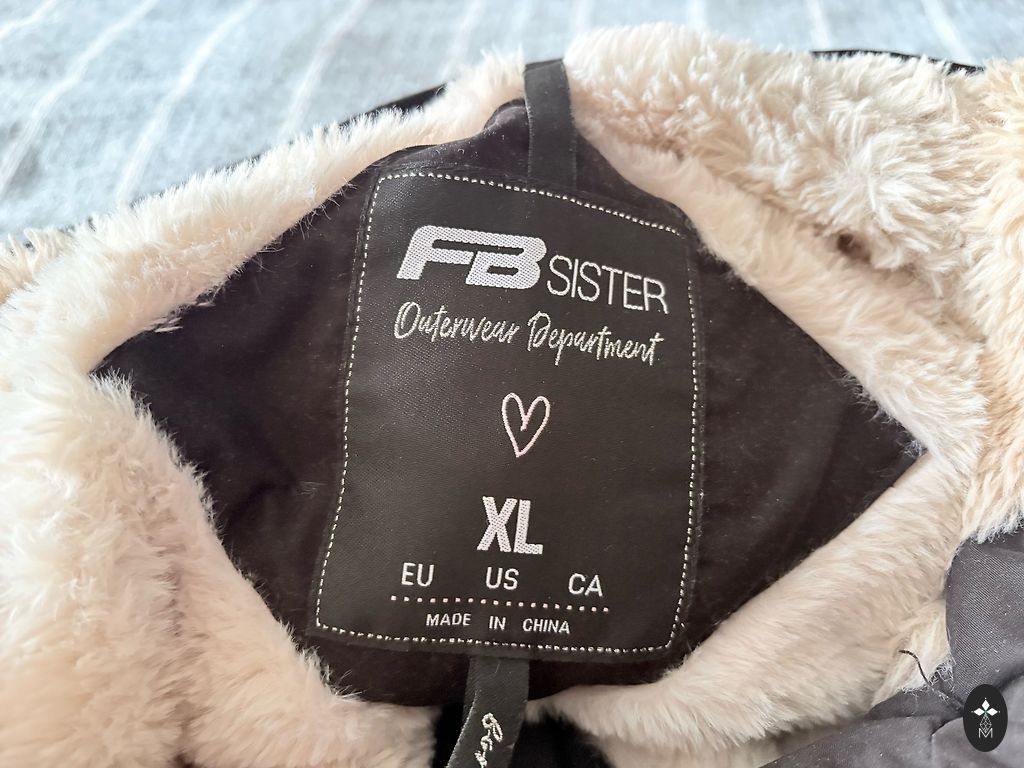 FB SISTER
Outerwear Department
XL
EU US CA
MADE IN CHINA